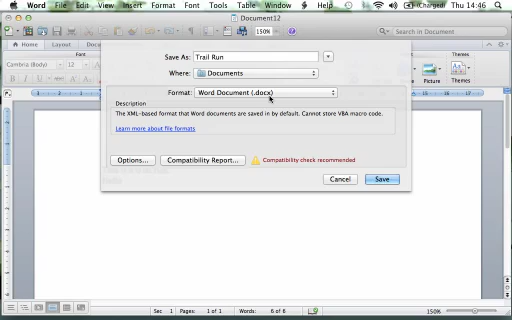 Word File Edit View Insert Format Font Tools Table Window Help (Charged) Thu 14:46
Document12
150%
Search in Document
Home Layout Themes
Cambria (Body) 12
Save As: Trail Run
Where: Documents
Format: Word Document (.docx)
Description
The XML-based format that Word documents are saved in by default. Cannot store VBA macro code.
Learn more about file formats
Options... Compatibility Report... Compatibility check recommended
Cancel Save
Picture Themes
Sec 1 Pages: 1 of 1 Words: 6 of 6 150%